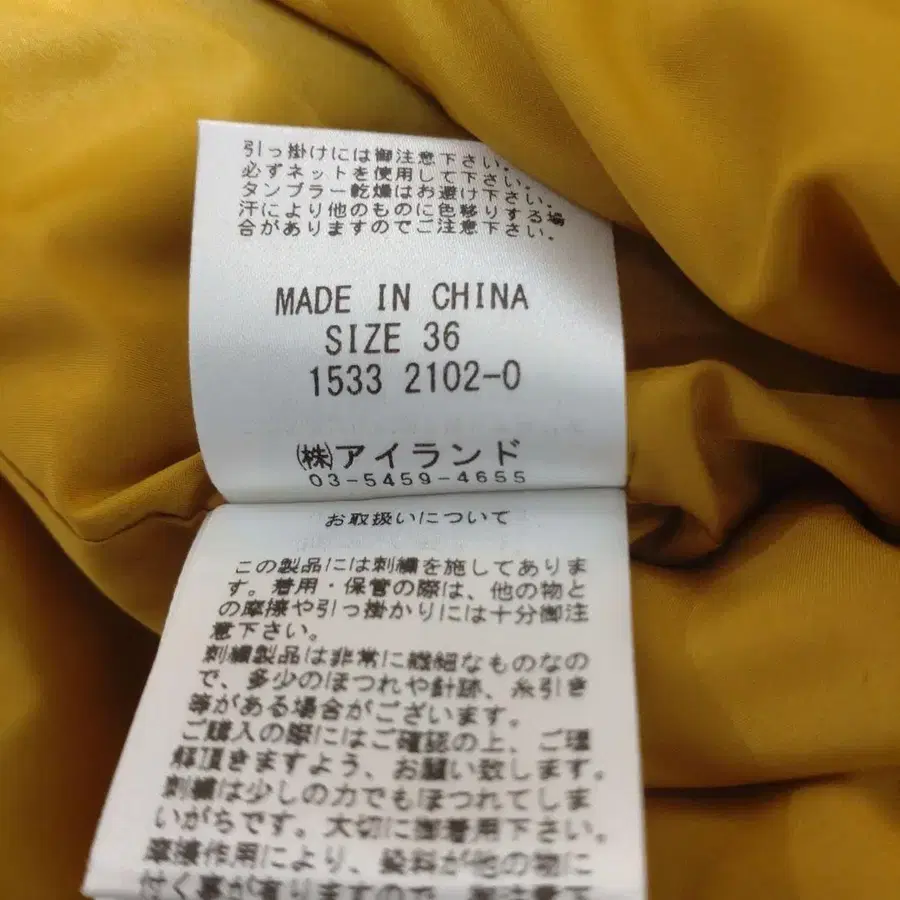 引っ掛けには御注意下さい。
必ずネットを使用して下さい。
タンブラー乾燥はお避け下さい。
汗により他のものに色移りする場
合がありますのでご注意下さい。
MADE IN CHINA
SIZE 36
1533 2102-0
㈱アイランド
03-5459-4655
お取扱いについて
この製品には刺繍を施してありま
す。着用・保管の際は、他の物と
の摩擦や引っ掛かりには十分御注
意下さい。
刺繍製品は非常に繊細なものなの
で、多少のほつれや針跡、糸引き
等がある場合がございます。
ご購入の際にはご確認の上、ご理
解頂きますよう、お願い致します。
刺繍は少しの力でもほつれてしま
いがちです。大切に御着用下さい。
摩擦作用により、染料が他の物に
付く事が有りますので、